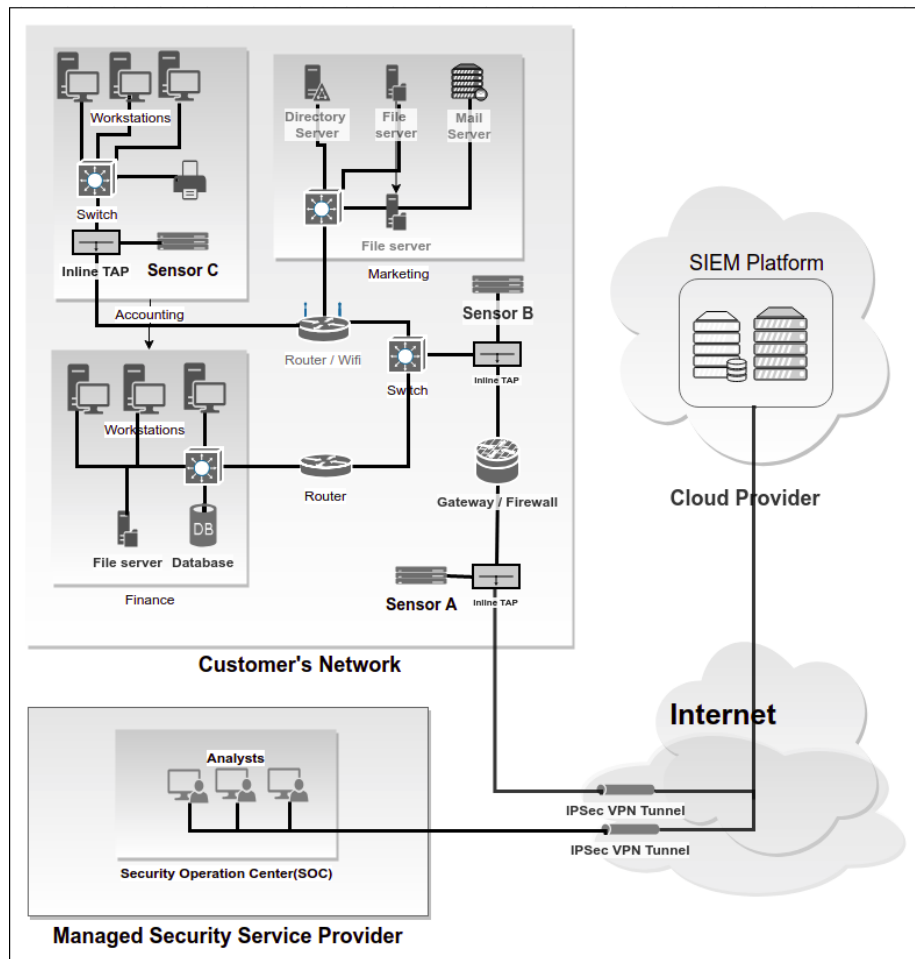 Workstations
Switch
Inline TAP
Sensor C
Accounting
Directory
Server
File
server
Mail
Server
File server
Marketing
Sensor B
Inline TAP
Router / Wifi
Switch
Workstations
DB
File server
Database
Finance
Router
Gateway / Firewall
Sensor A
Inline TAP
Customer's Network
SIEM Platform
Cloud Provider
Internet
IPSec VPN Tunnel
IPSec VPN Tunnel
Analysts
Security Operation Center(SOC)
Managed Security Service Provider